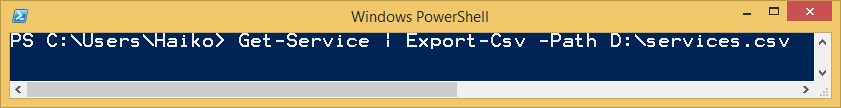 Windows PowerShell
PS C:\Users\Haiko> Get-Service | Export-Csv -Path D:\services.csv